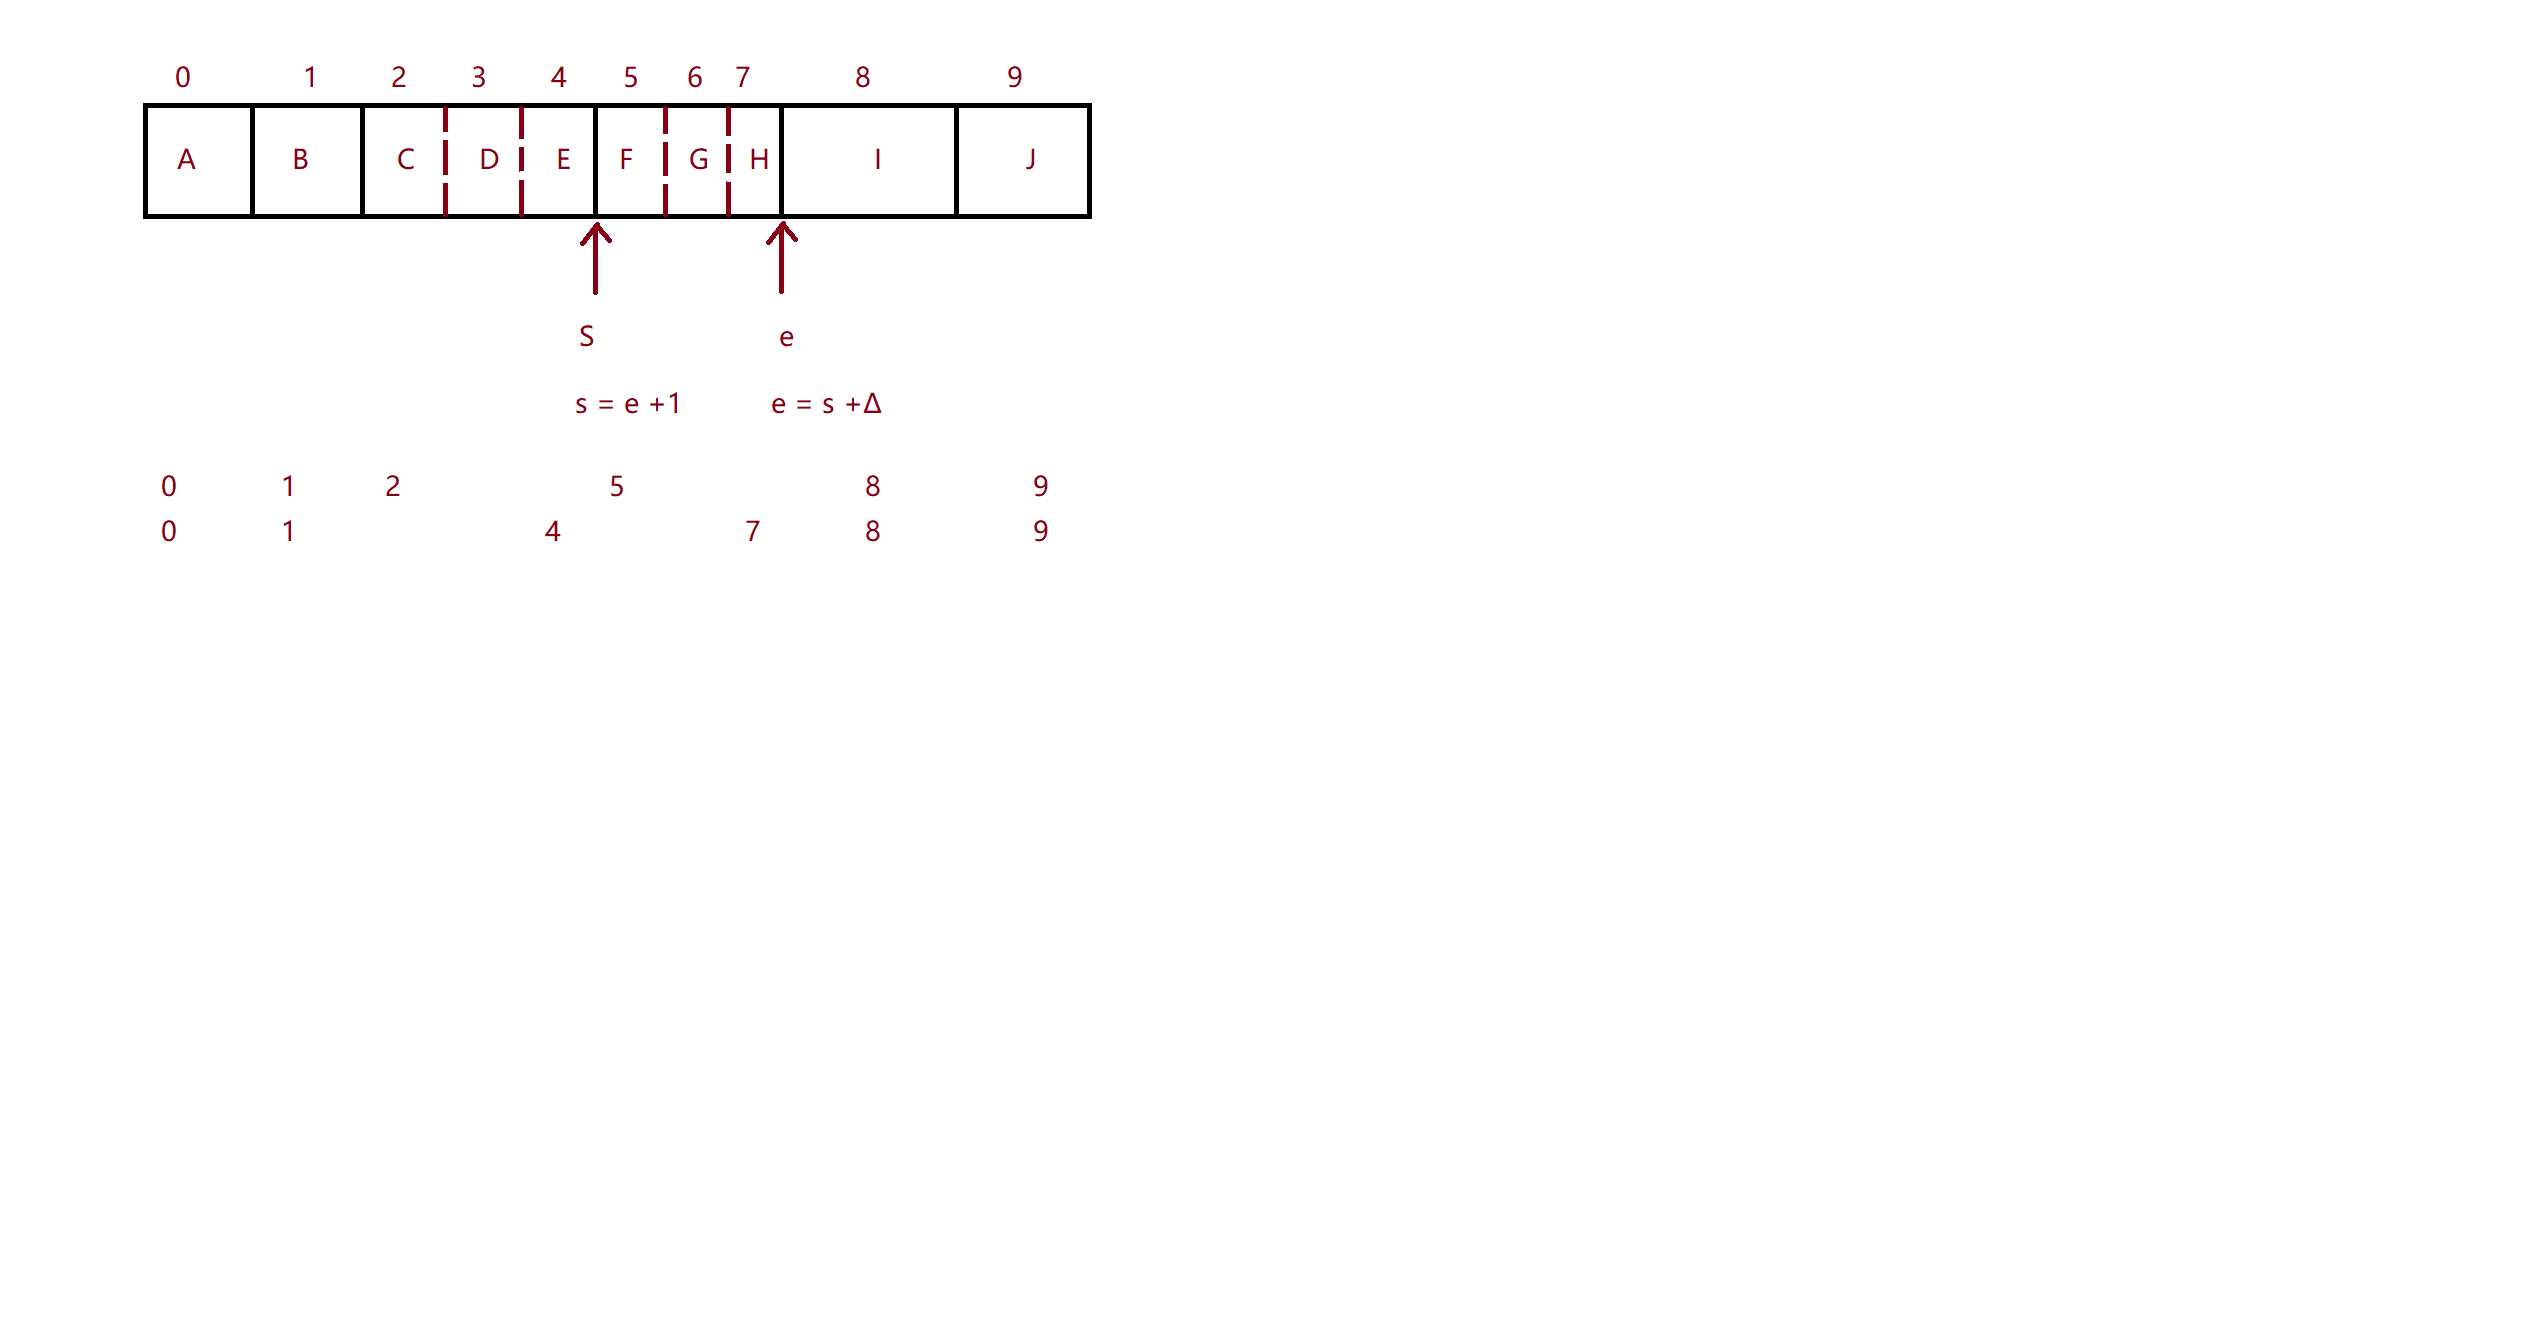 0 1 2 3 4 5 6 7 8 9
A B C D E F G H I J
S e
s = e +1 e = s +Δ
0 1 2 5 8 9
0 1 4 7 8 9